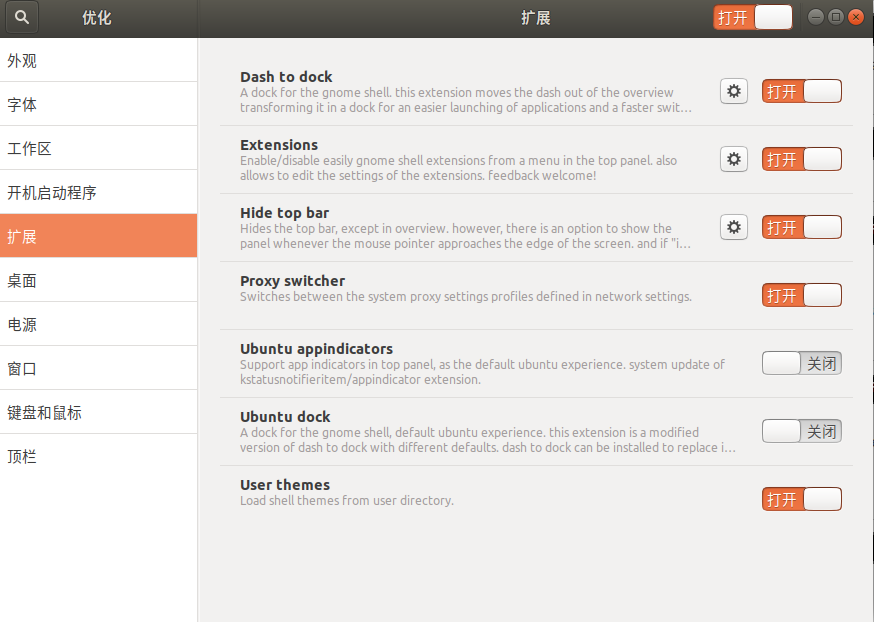 优化
扩展
打开
外观
字体
工作区
开机启动程序
扩展
桌面
电源
窗口
键盘和鼠标
顶栏
Dash to dock
A dock for the gnome shell. this extension moves the dash out of the overview
transforming it in a dock for an easier launching of applications and a faster swit…
打开
Extensions
Enable/disable easily gnome shell extensions from a menu in the top panel. also
allows to edit the settings of the extensions. feedback welcome!
打开
Hide top bar
Hides the top bar, except in overview. however, there is an option to show the
panel whenever the mouse pointer approaches the edge of the screen. and if "i…
打开
Proxy switcher
Switches between the system proxy settings profiles defined in network settings.
打开
Ubuntu appindicators
Support app indicators in top panel, as the default ubuntu experience. system update of
kstatusnotifieritem/appindicator extension.
关闭
Ubuntu dock
A dock for the gnome shell, default ubuntu experience. this extension is a modified
version of dash to dock with different defaults. dash to dock can be installed to replace i…
关闭
User themes
Load shell themes from user directory.
打开